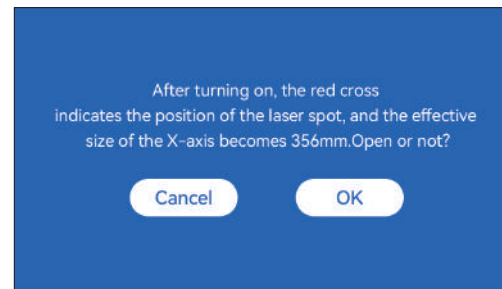 After turning on, the red cross
indicates the position of the laser spot, and the effective
size of the X-axis becomes 356mm.Open or not?
Cancel
OK